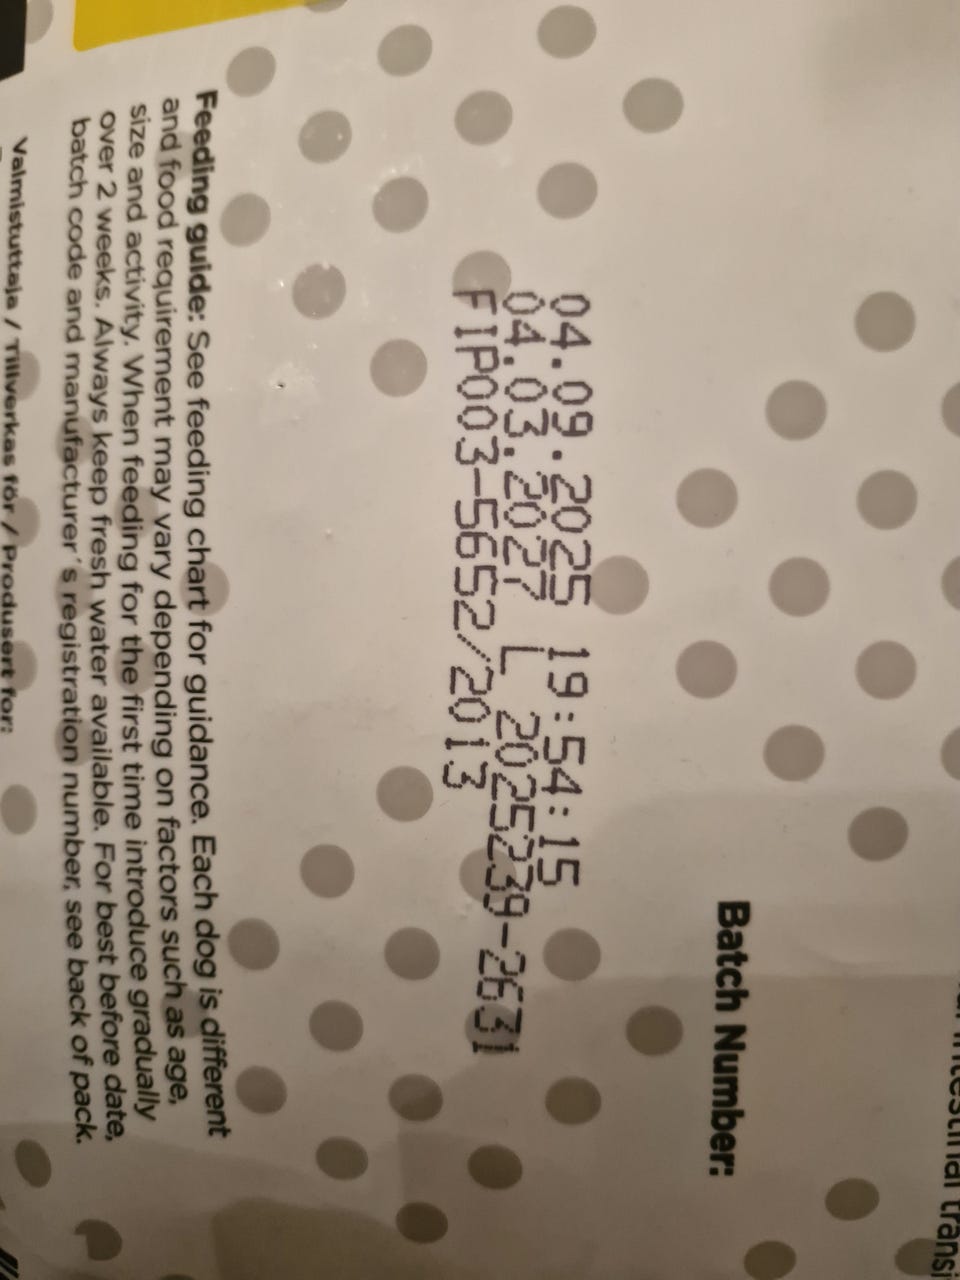 Batch Number:
04.09.2025 19:54:15
04.03.2027 L 2025239-2631
FIP003-5652/2013
Feeding guide: See feeding chart for guidance. Each dog is different
and food requirement may vary depending on factors such as age,
size and activity. When feeding for the first time introduce gradually
over 2 weeks. Always keep fresh water available. For best before date,
batch code and manufacturer´s registration number, see back of pack.
Valmistuttaja / Tillverkas för / Produsert for: